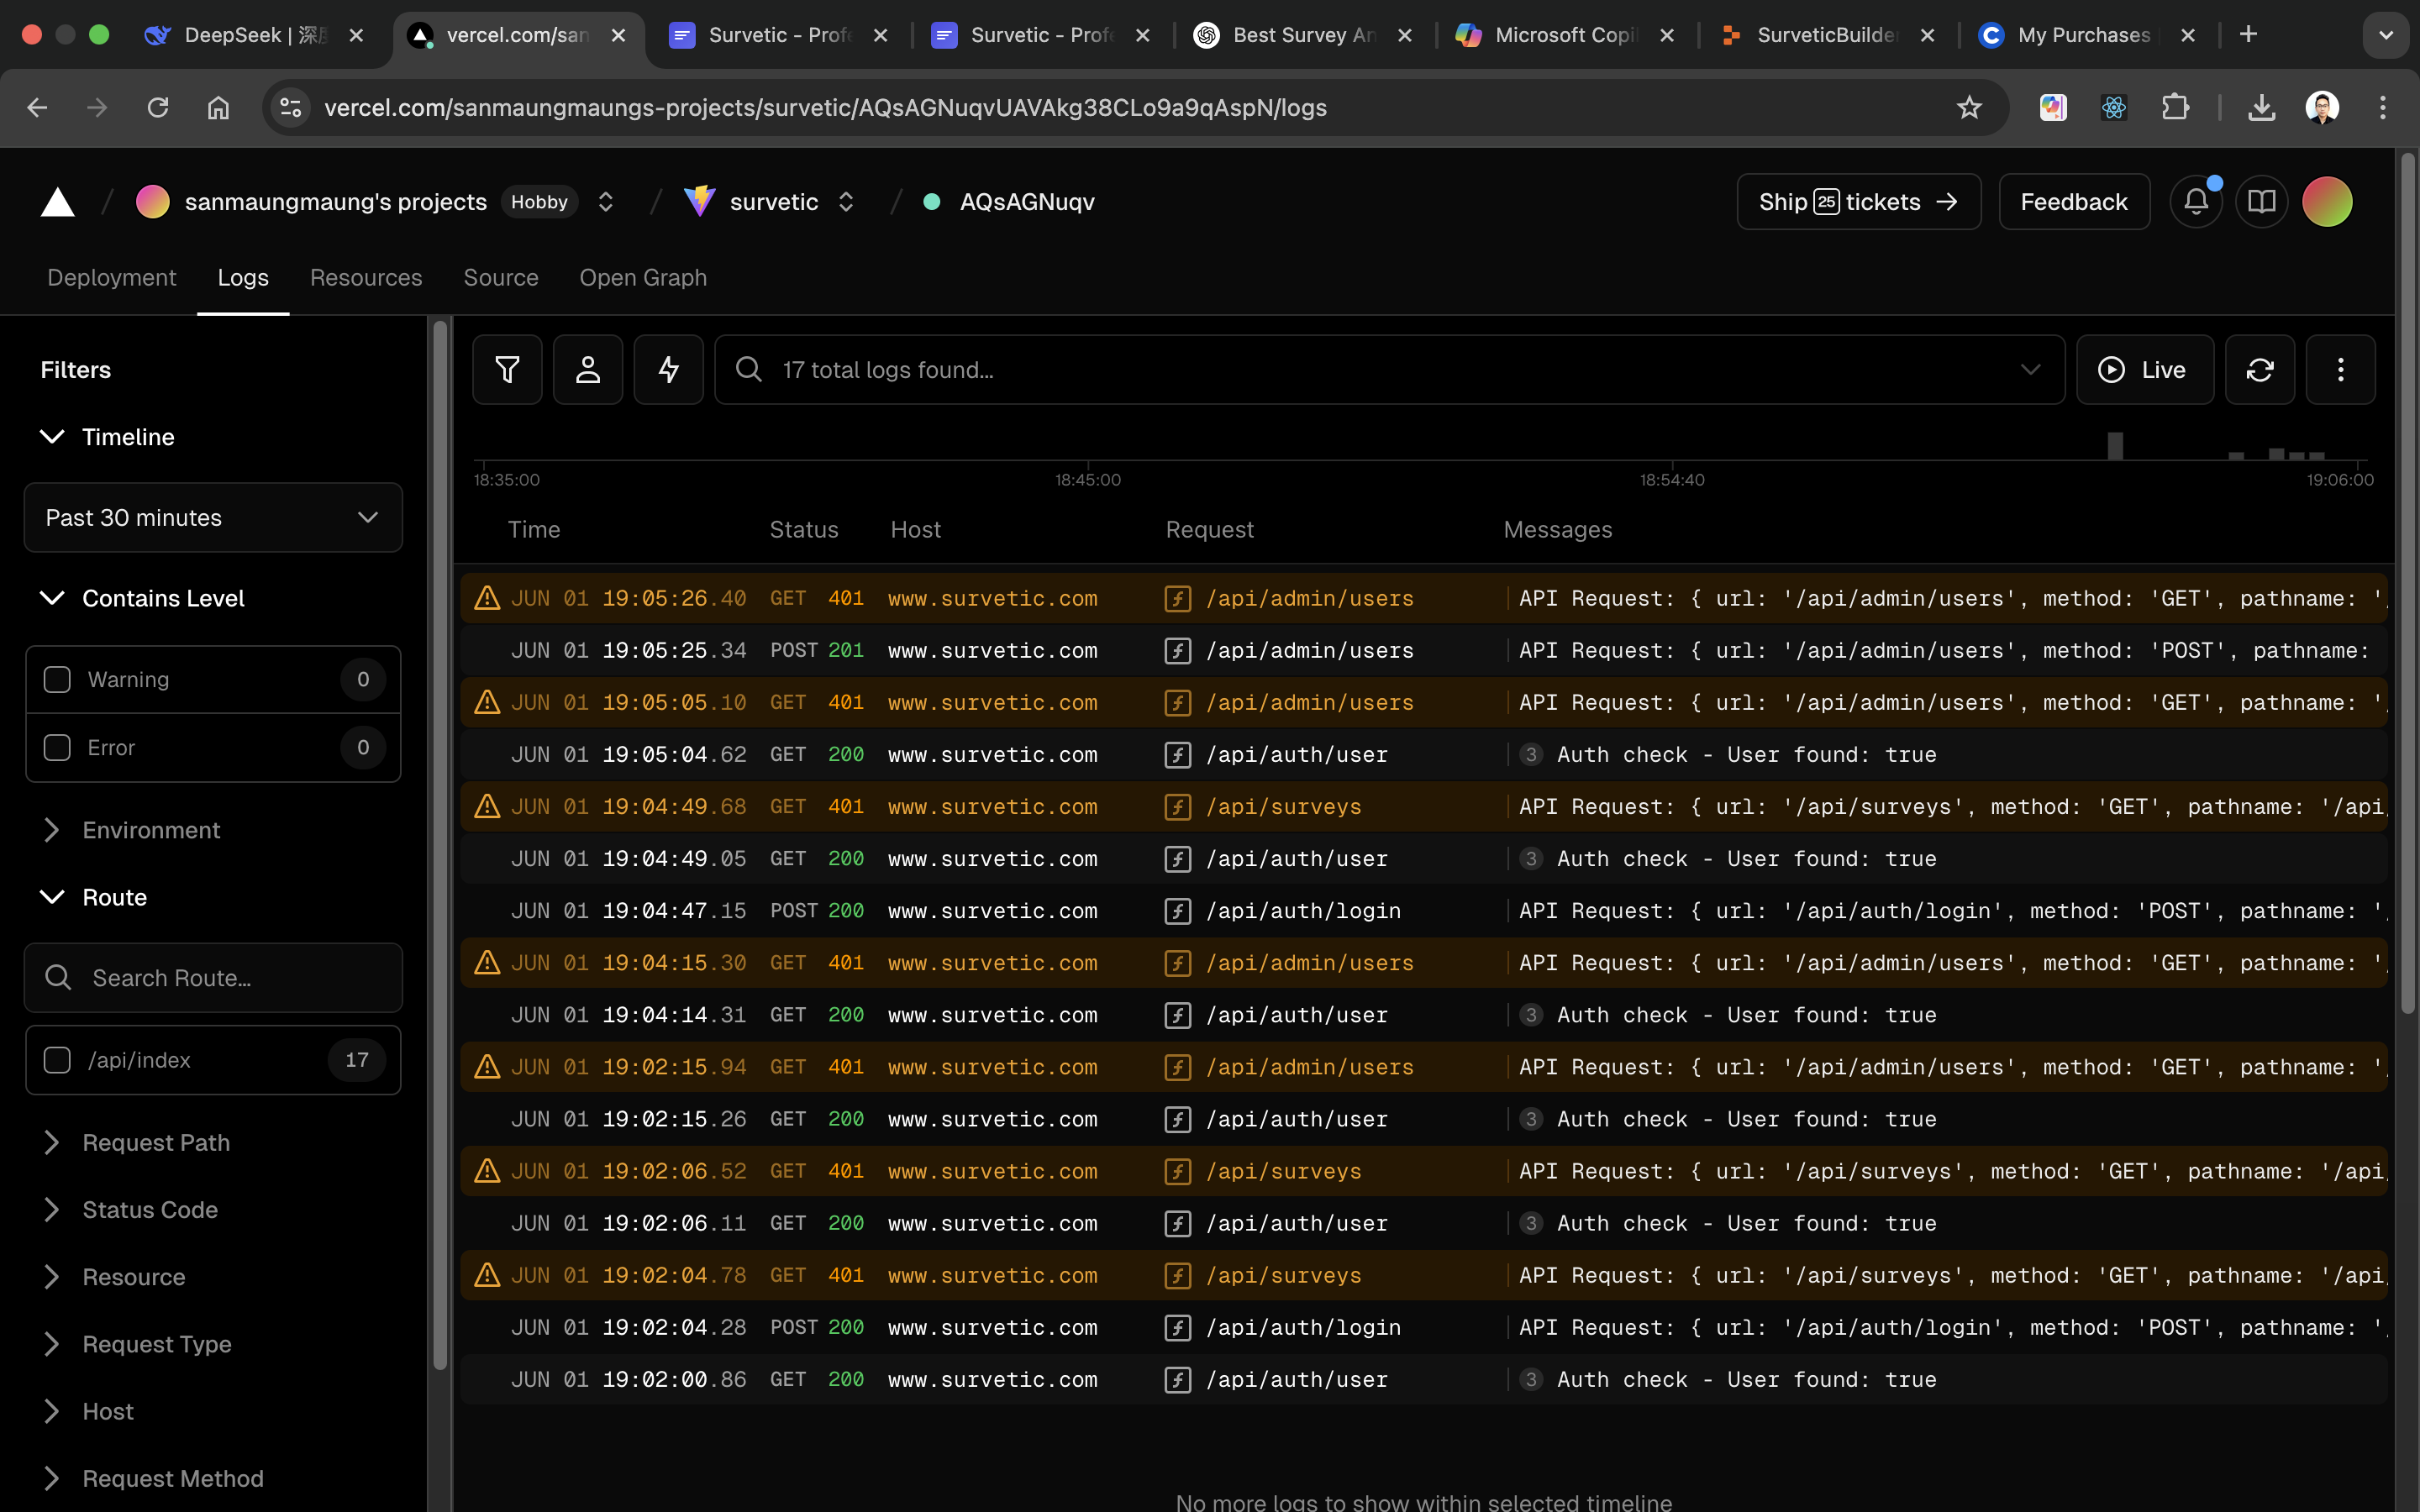 DeepSeek | 深
vercel.com/san
Survetic - Prof
Survetic - Prof
Best Survey An
Microsoft Copi
SurveticBuilde
My Purchases
vercel.com/sanmaungmaungs-projects/survetic/AQsAGNuqvUAVAkg38CLo9a9qAspN/logs
sanmaungmaung's projects Hobby / survetic / AQsAGNuqv
Ship 25 tickets →
Feedback
Deployment Logs Resources Source Open Graph
Filters
Timeline
Past 30 minutes
Contains Level
Warning 0
Error 0
Environment
Route
Search Route...
/api/index 17
Request Path
Status Code
Resource
Request Type
Host
Request Method
17 total logs found...
Live
18:35:00 18:45:00 18:54:40 19:06:00
Time Status Host Request Messages
JUN 01 19:05:26.40 GET 401 www.survetic.com /api/admin/users API Request: { url: '/api/admin/users', method: 'GET', pathname: '/
JUN 01 19:05:25.34 POST 201 www.survetic.com /api/admin/users API Request: { url: '/api/admin/users', method: 'POST', pathname:
JUN 01 19:05:05.10 GET 401 www.survetic.com /api/admin/users API Request: { url: '/api/admin/users', method: 'GET', pathname: '/
JUN 01 19:05:04.62 GET 200 www.survetic.com /api/auth/user 3 Auth check - User found: true
JUN 01 19:04:49.68 GET 401 www.survetic.com /api/surveys API Request: { url: '/api/surveys', method: 'GET', pathname: '/api/
JUN 01 19:04:49.05 GET 200 www.survetic.com /api/auth/user 3 Auth check - User found: true
JUN 01 19:04:47.15 POST 200 www.survetic.com /api/auth/login API Request: { url: '/api/auth/login', method: 'POST', pathname: '/
JUN 01 19:04:15.30 GET 401 www.survetic.com /api/admin/users API Request: { url: '/api/admin/users', method: 'GET', pathname: '/
JUN 01 19:04:14.31 GET 200 www.survetic.com /api/auth/user 3 Auth check - User found: true
JUN 01 19:02:15.94 GET 401 www.survetic.com /api/admin/users API Request: { url: '/api/admin/users', method: 'GET', pathname: '/
JUN 01 19:02:15.26 GET 200 www.survetic.com /api/auth/user 3 Auth check - User found: true
JUN 01 19:02:06.52 GET 401 www.survetic.com /api/surveys API Request: { url: '/api/surveys', method: 'GET', pathname: '/api/
JUN 01 19:02:06.11 GET 200 www.survetic.com /api/auth/user 3 Auth check - User found: true
JUN 01 19:02:04.78 GET 401 www.survetic.com /api/surveys API Request: { url: '/api/surveys', method: 'GET', pathname: '/api/
JUN 01 19:02:04.28 POST 200 www.survetic.com /api/auth/login API Request: { url: '/api/auth/login', method: 'POST', pathname: '/
JUN 01 19:02:00.86 GET 200 www.survetic.com /api/auth/user 3 Auth check - User found: true
No more logs to show within selected timeline